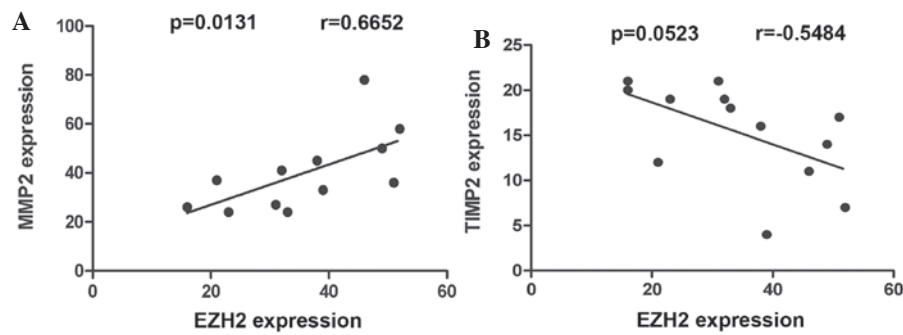 A
p=0.0131 r=0.6652
100
80
60
40
20
0
MMP2 expression
0 20 40 60
EZH2 expression
B
p=0.0523 r=-0.5484
25
20
15
10
5
0
TIMP2 expression
0 20 40 60
EZH2 expression